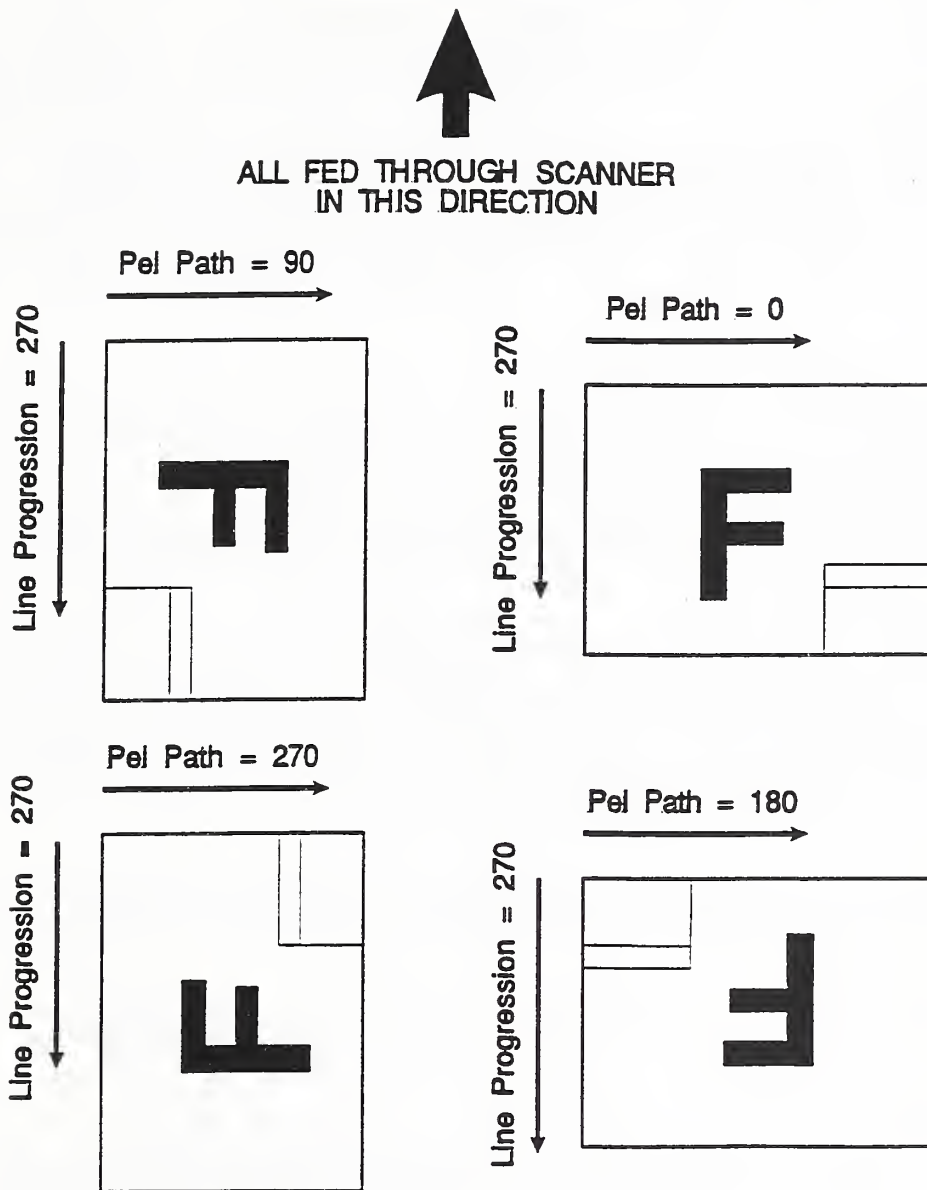 ALL FED THROUGH SCANNER
IN THIS DIRECTION
Pel Path = 90
Line Progression = 270
F
Pel Path = 0
Line Progression = 270
F
Pel Path = 270
Line Progression = 270
F
Pel Path = 180
Line Progression = 270
F